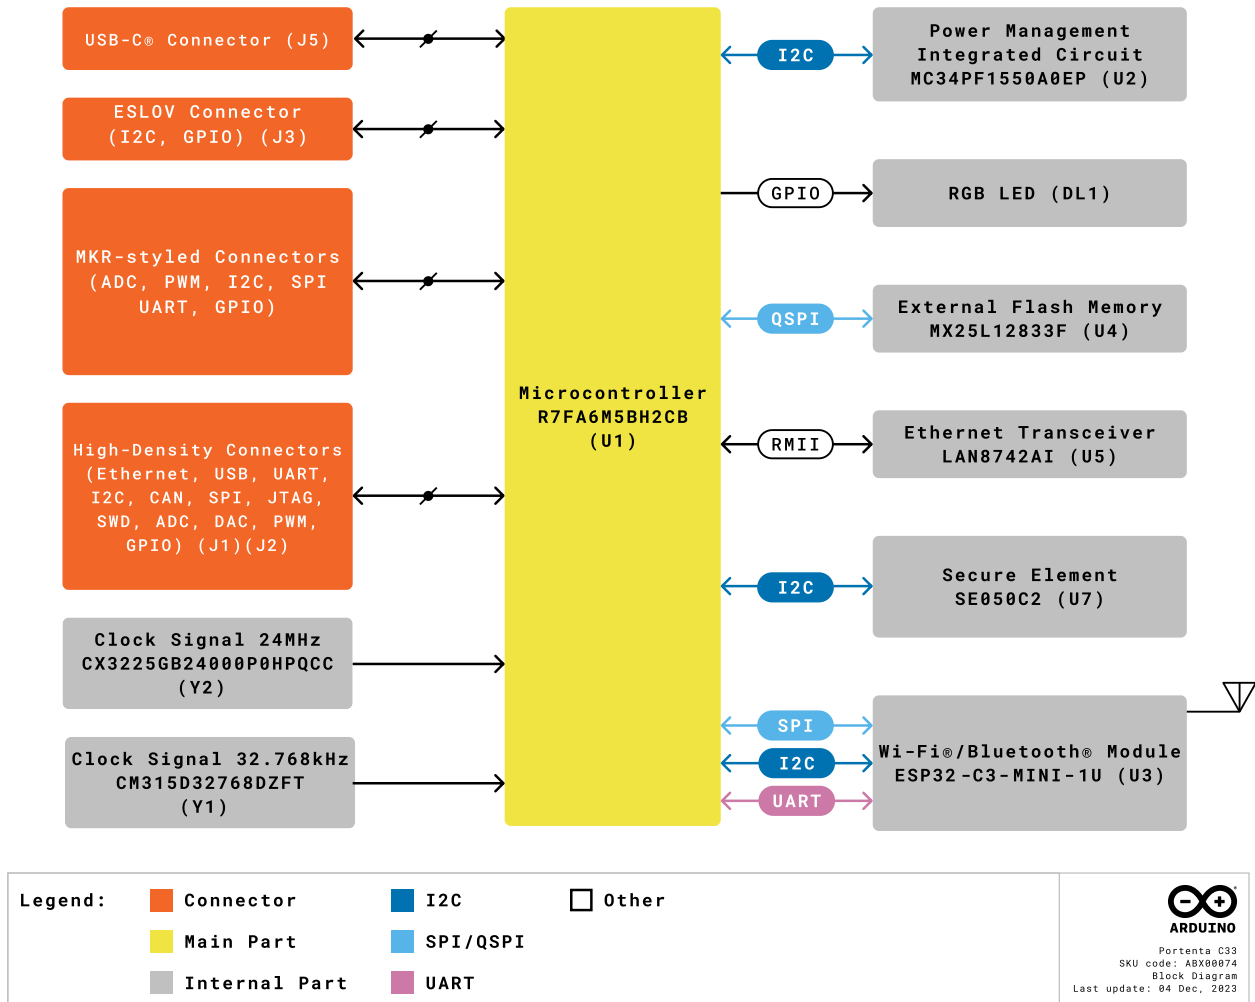 USB-C® Connector (J5)
ESLOV Connector
(I2C, GPIO) (J3)
MKR-styled Connectors
(ADC, PWM, I2C, SPI
UART, GPIO)
High-Density Connectors
(Ethernet, USB, UART,
I2C, CAN, SPI, JTAG,
SWD, ADC, DAC, PWM,
GPIO) (J1)(J2)
Clock Signal 24MHz
CX3225GB24000P0HPQCC
(Y2)
Clock Signal 32.768kHz
CM315D32768DZFT
(Y1)
Microcontroller
R7FA6M5BH2CB
(U1)
I2C
GPIO
QSPI
RMII
I2C
SPI
I2C
UART
Power Management
Integrated Circuit
MC34PF1550A0EP (U2)
RGB LED (DL1)
External Flash Memory
MX25L12833F (U4)
Ethernet Transceiver
LAN8742AI (U5)
Secure Element
SE050C2 (U7)
Wi-Fi®/Bluetooth® Module
ESP32-C3-MINI-1U (U3)
Legend:
Connector
Main Part
Internal Part
I2C
SPI/QSPI
UART
Other
ARDUINO
Portenta C33
SKU code: ABX00074
Block Diagram
Last update: 04 Dec, 2023